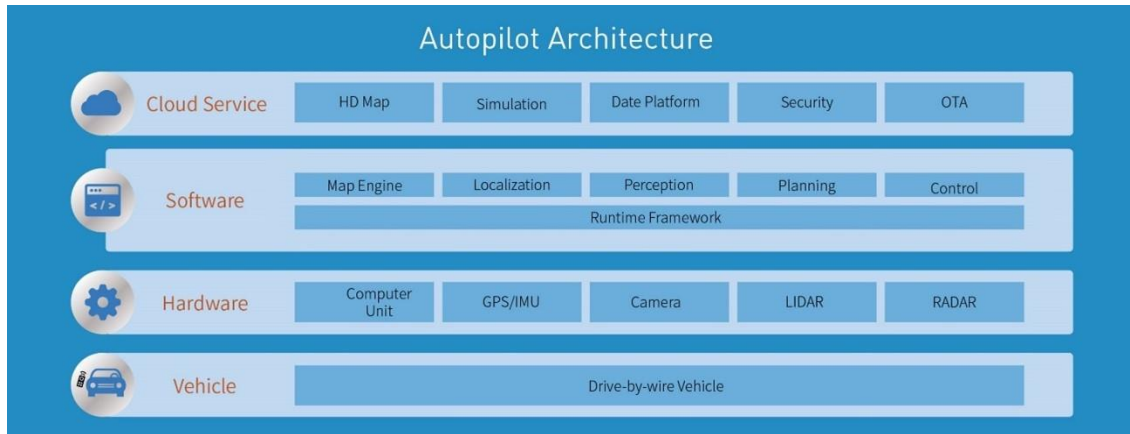 Autopilot Architecture
Cloud Service
HD Map
Simulation
Date Platform
Security
OTA
Software
Map Engine
Localization
Perception
Planning
Control
Runtime Framework
Hardware
Computer
Unit
GPS/IMU
Camera
LIDAR
RADAR
Vehicle
Drive-by-wire Vehicle